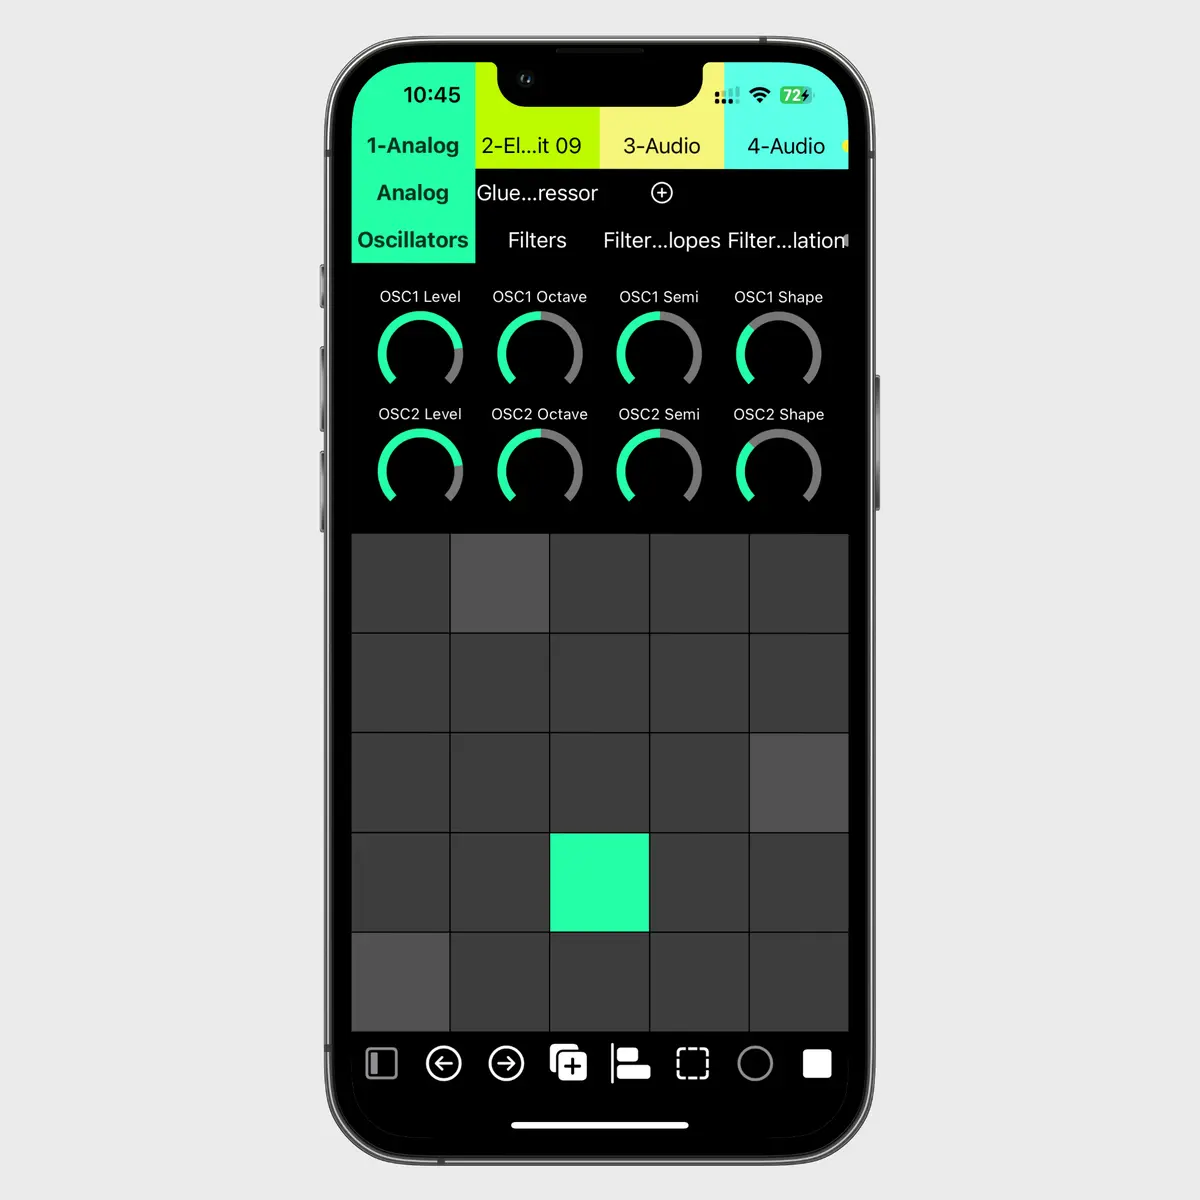 10:45 72
1-Analog 2-El...it 09 3-Audio 4-Audio
Analog Glue...ressor
Oscillators Filters Filter...lopes Filter...lation
OSC1 Level OSC1 Octave OSC1 Semi OSC1 Shape
OSC2 Level OSC2 Octave OSC2 Semi OSC2 Shape